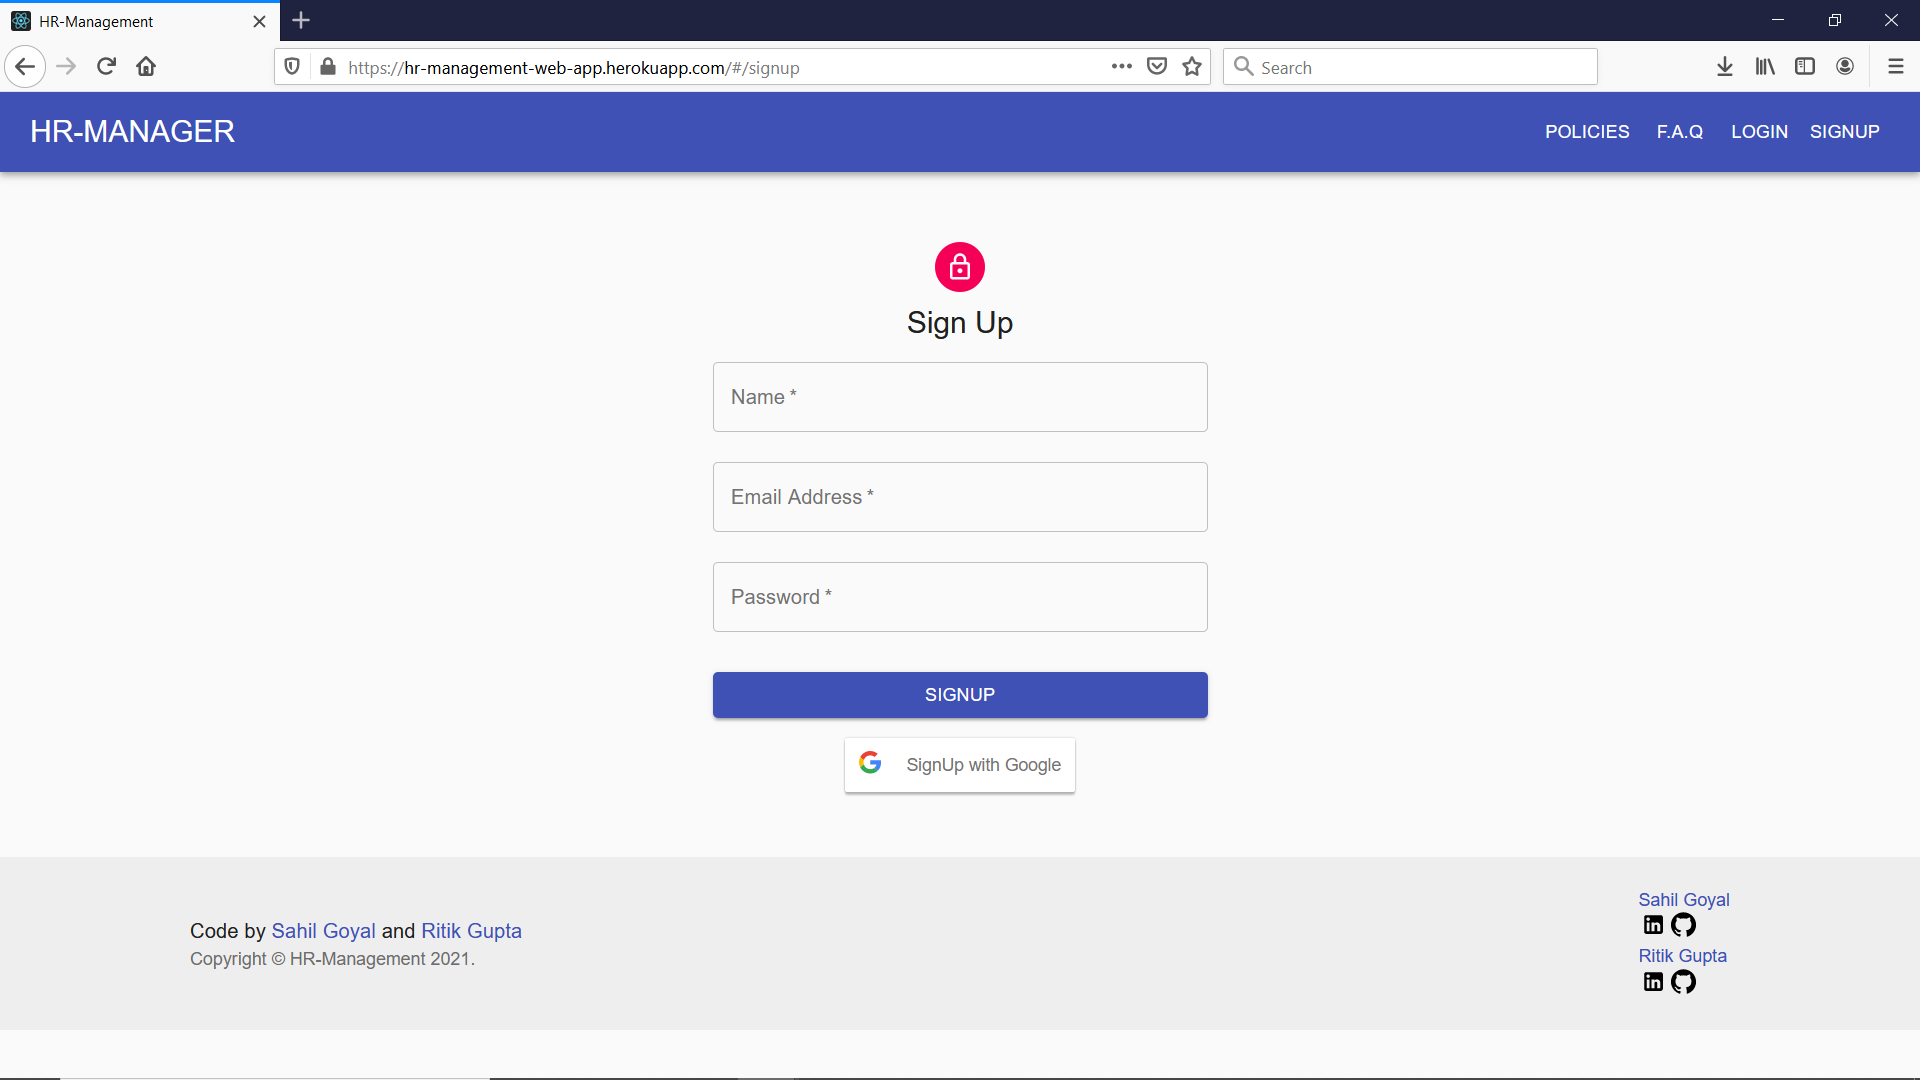 HR-Management
https://hr-management-web-app.herokuapp.com/#/signup
Search
HR-MANAGER
POLICIES F.A.Q LOGIN SIGNUP
Sign Up
Name *
Email Address *
Password *
SIGNUP
SignUp with Google
Code by Sahil Goyal and Ritik Gupta
Copyright © HR-Management 2021.
Sahil Goyal
Ritik Gupta